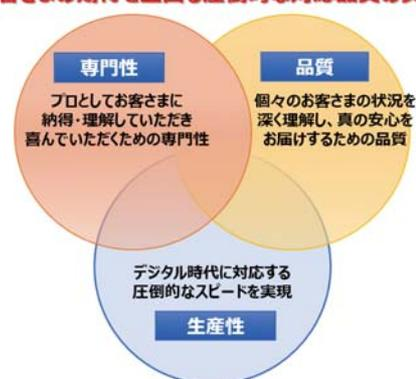 専門性
プロとしてお客さまに
納得・理解していただき
喜んでいただくための専門性
品質
個々のお客さまの状況を
深く理解し、真の安心を
お届けするための品質
デジタル時代に対応する
圧倒的なスピードを実現
生産性